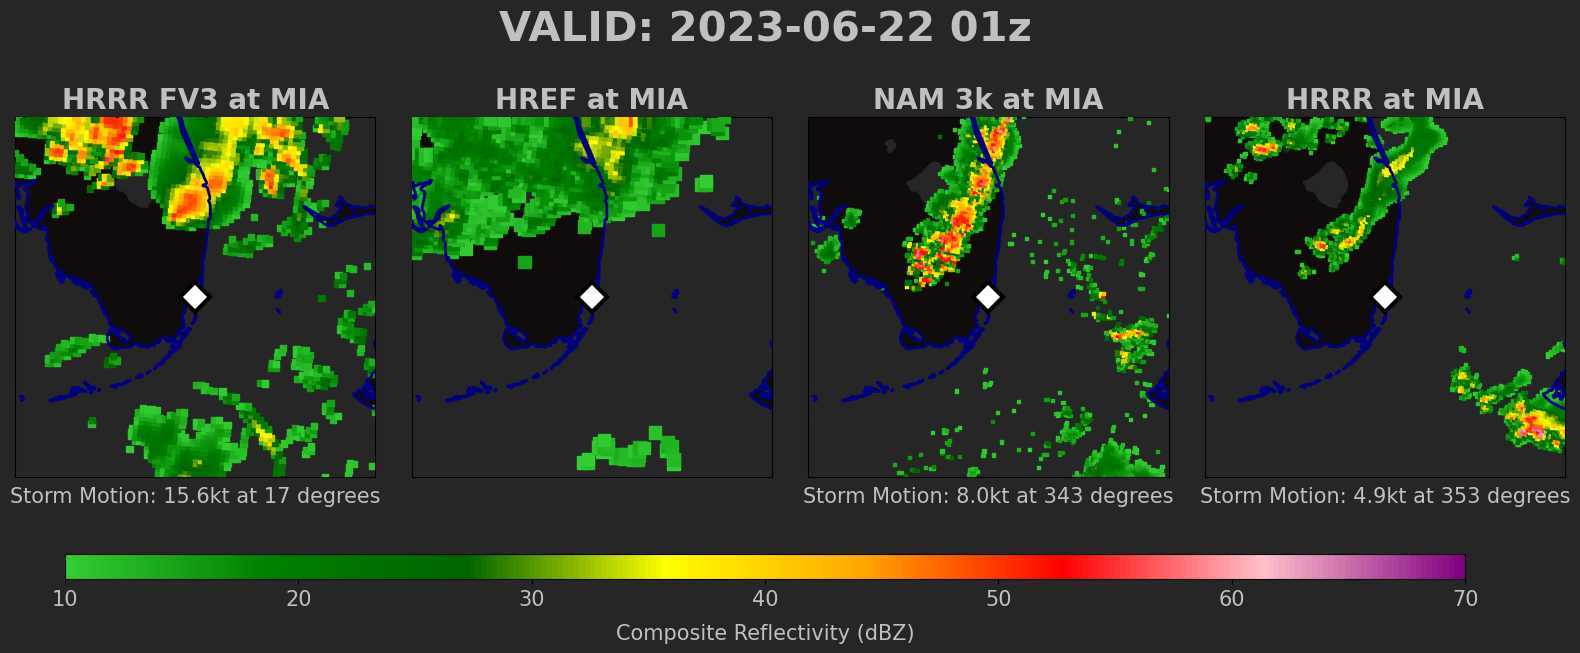 VALID: 2023-06-22 01z
HRRR FV3 at MIA
HREF at MIA
NAM 3k at MIA
HRRR at MIA
Storm Motion: 15.6kt at 17 degrees
Storm Motion: 8.0kt at 343 degrees
Storm Motion: 4.9kt at 353 degrees
10 20 30 40 50 60 70
Composite Reflectivity (dBZ)